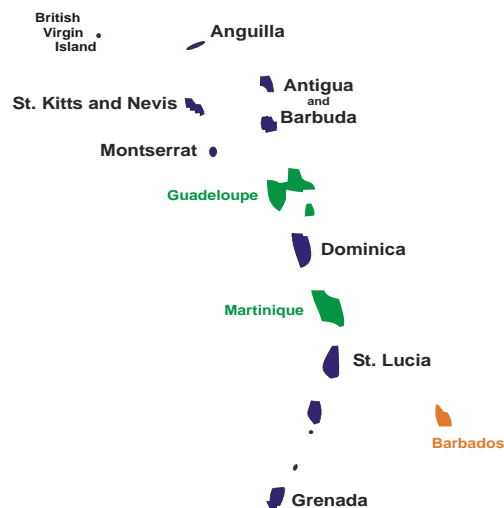 British
Virgin
Island
Anguilla
Antigua
and
Barbuda
St. Kitts and Nevis
Montserrat
Guadeloupe
Dominica
Martinique
St. Lucia
Barbados
Grenada